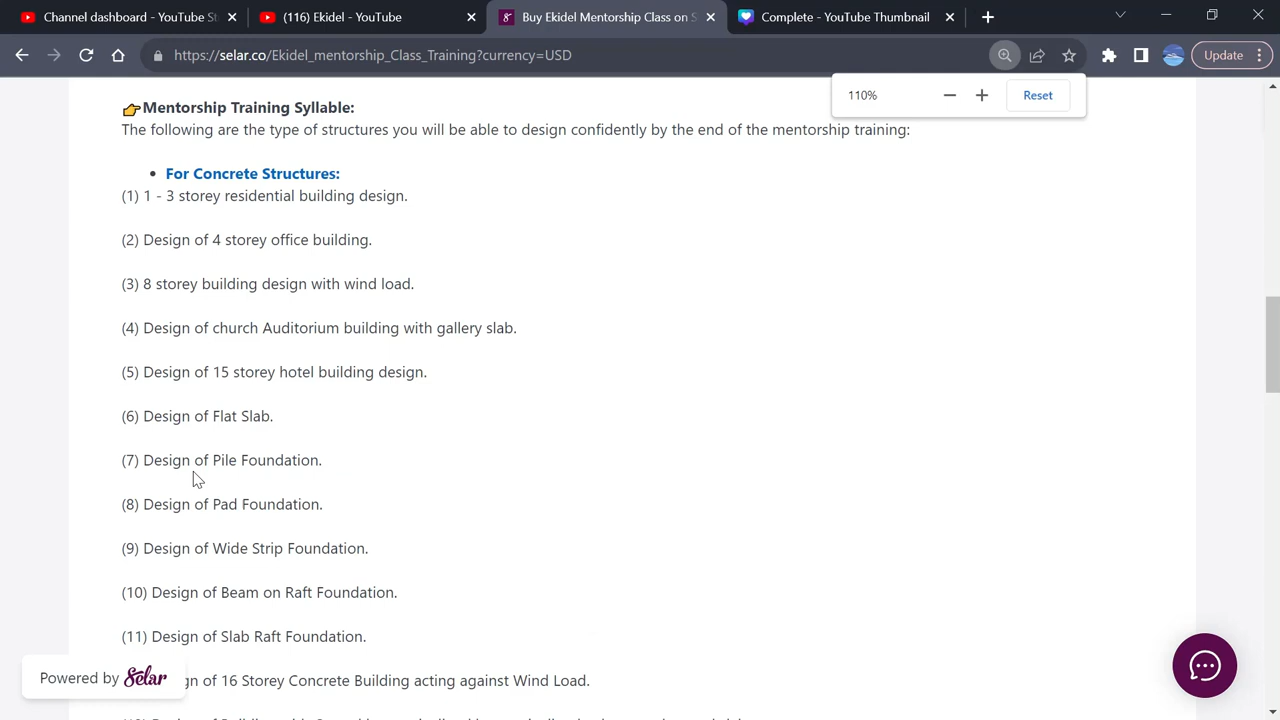 Channel dashboard - YouTube St
(116) Ekidel - YouTube
Buy Ekidel Mentorship Class on S
Complete - YouTube Thumbnail
https://selar.co/Ekidel_mentorship_Class_Training?currency=USD
Update
110%
Reset
👉Mentorship Training Syllable:
The following are the type of structures you will be able to design confidently by the end of the mentorship training:
• For Concrete Structures:
(1) 1 - 3 storey residential building design.
(2) Design of 4 storey office building.
(3) 8 storey building design with wind load.
(4) Design of church Auditorium building with gallery slab.
(5) Design of 15 storey hotel building design.
(6) Design of Flat Slab.
(7) Design of Pile Foundation.
(8) Design of Pad Foundation.
(9) Design of Wide Strip Foundation.
(10) Design of Beam on Raft Foundation.
(11) Design of Slab Raft Foundation.
Powered by Selar
gn of 16 Storey Concrete Building acting against Wind Load.